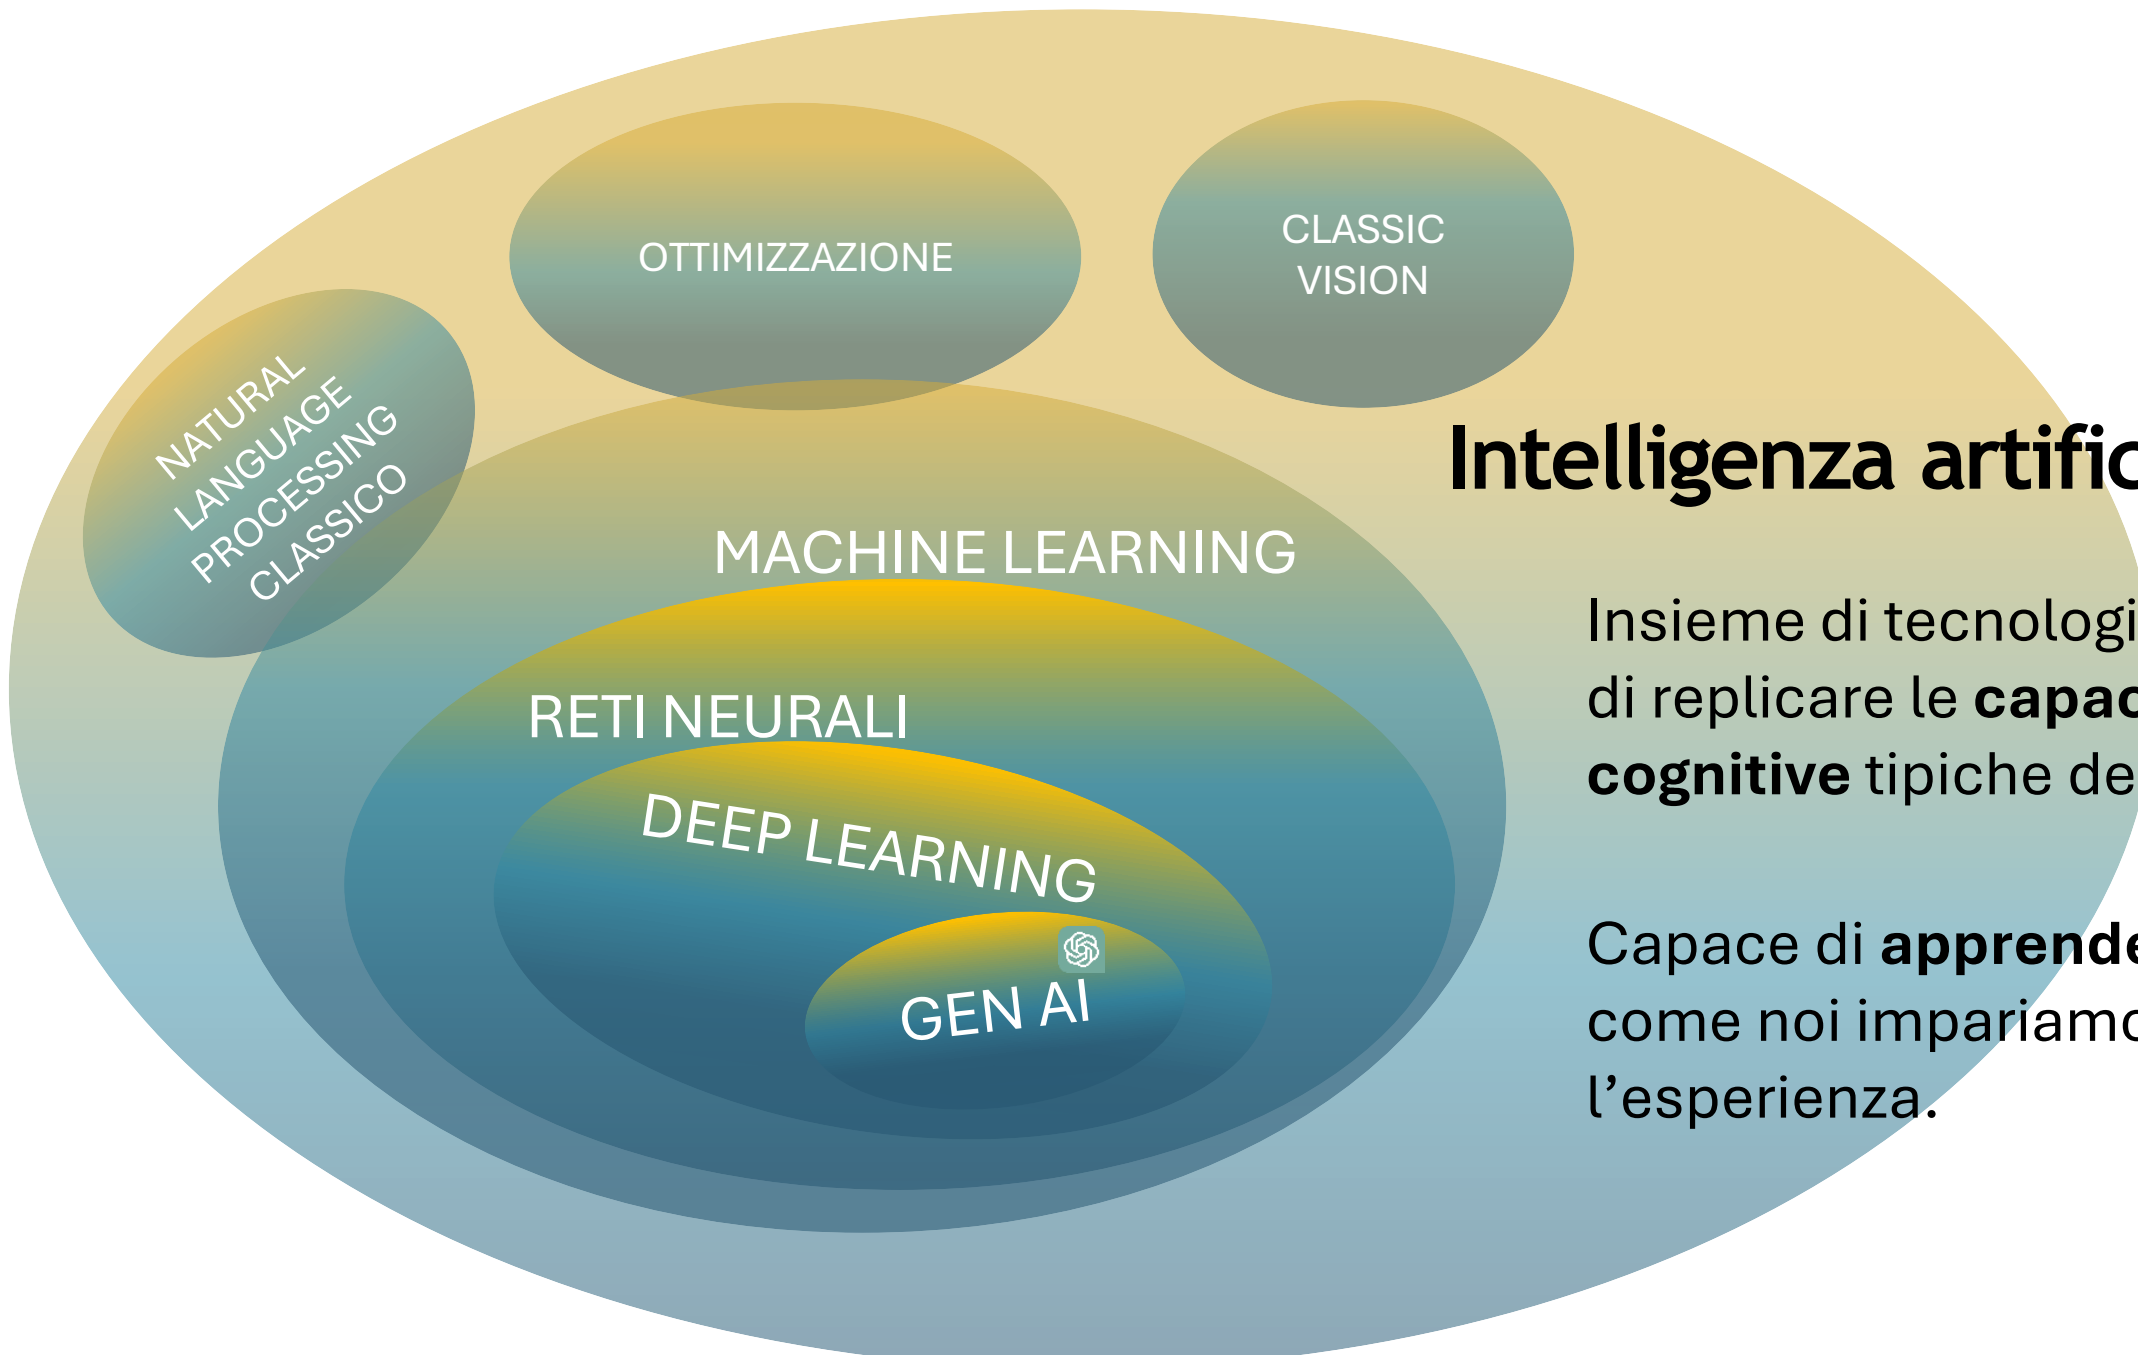 OTTIMIZZAZIONE
CLASSIC
VISION
NATURAL
LANGUAGE
PROCESSING
CLASSICO
MACHINE LEARNING
RETI NEURALI
DEEP LEARNING
GEN AI
Intelligenza artific
Insieme di tecnologi
di replicare le capac
cognitive tipiche de
Capace di apprende
come noi impariamo
l’esperienza.